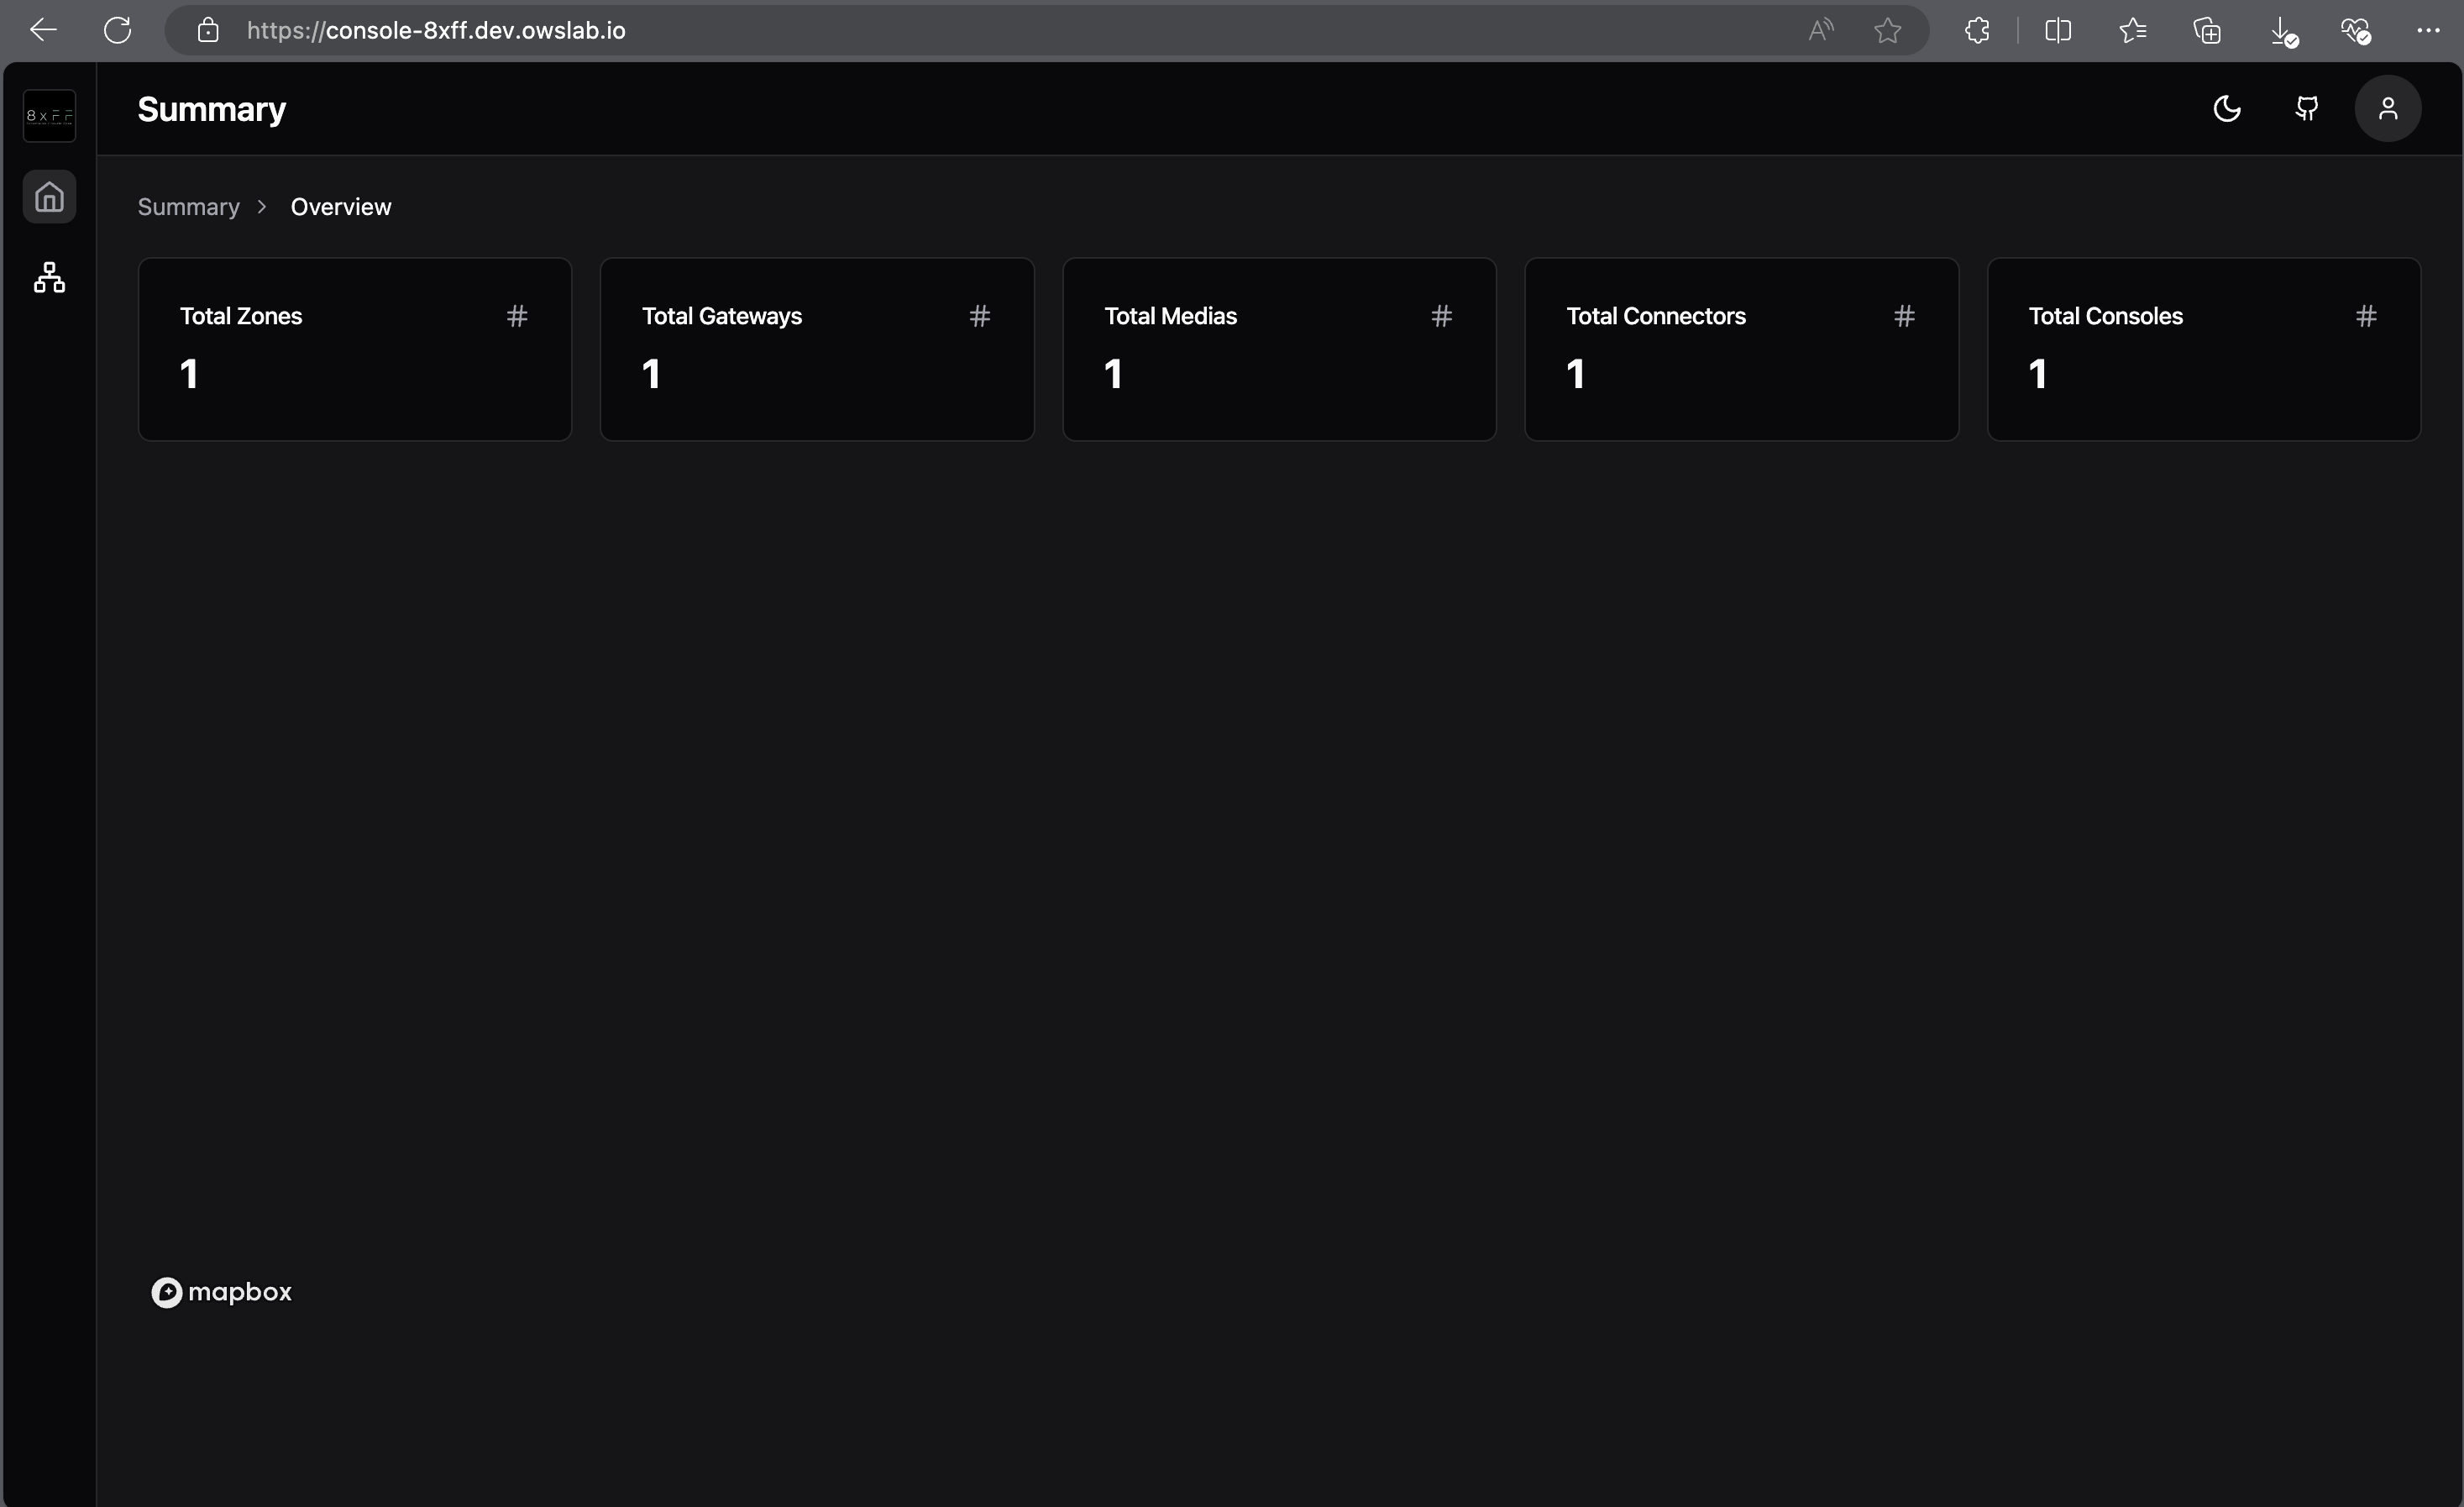 https://console-8xff.dev.owslab.io
8xFF
Summary
Summary > Overview
Total Zones #
1
Total Gateways #
1
Total Medias #
1
Total Connectors #
1
Total Consoles #
1
mapbox